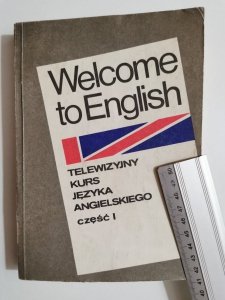 Welcome
to English
TELEWIZYJNY
KURS
JĘZYKA
ANGIELSKIEGO
część I